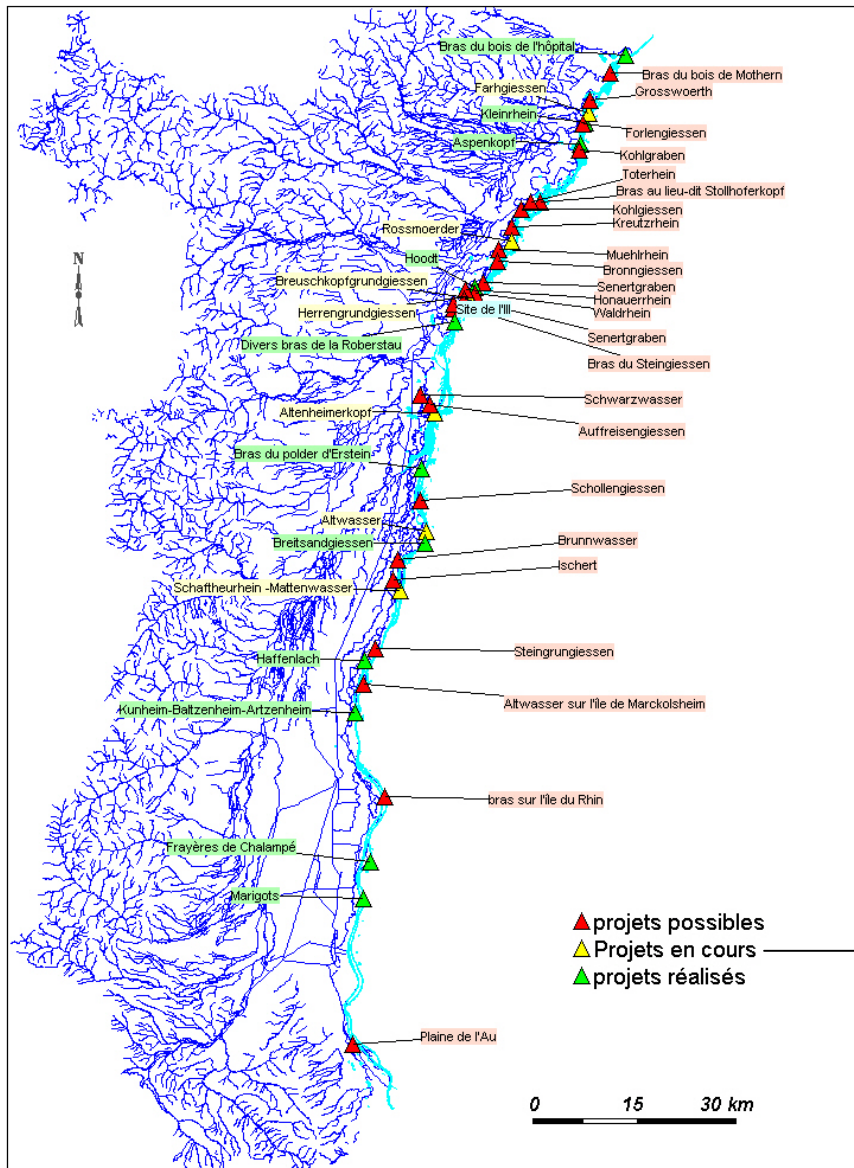 Bras du bois de l'hôpital
Bras du bois de Mothern
Farhgiessen
Grosswoerth
Kleinrhein
Forlengiessen
Aspenkopf
Kohlgraben
Toterhein
Bras au lieu-dit Stollhoferkopf
Kohlgiessen
Kreutzrhein
Rossmoerder
Muehlrhein
Hoodt
Bronngiessen
Breuschkopfgrundgiessen
Senertgraben
Honauerrhein
Herrengrundgiessen
Site de l'Ill
Waldrhein
Senertgraben
Divers bras de la Roberstau
Bras du Steingiessen
Schwarzwasser
Altenheimerkopf
Auffreisengiessen
Bras du polder d'Erstein
Schollengiessen
Altwasser
Breitsandgiessen
Brunnwasser
Ischert
Schaftheurhein -Mattenwasser
Steingrungiessen
Haffenlach
Altwasser sur l'île de Marckolsheim
Kunheim-Baltzenheim-Artzenheim
bras sur l'île du Rhin
Frayères de Chalampé
Marigots
projets possibles
Projets en cours
projets réalisés
Plaine de l'Au
0 15 30 km
N